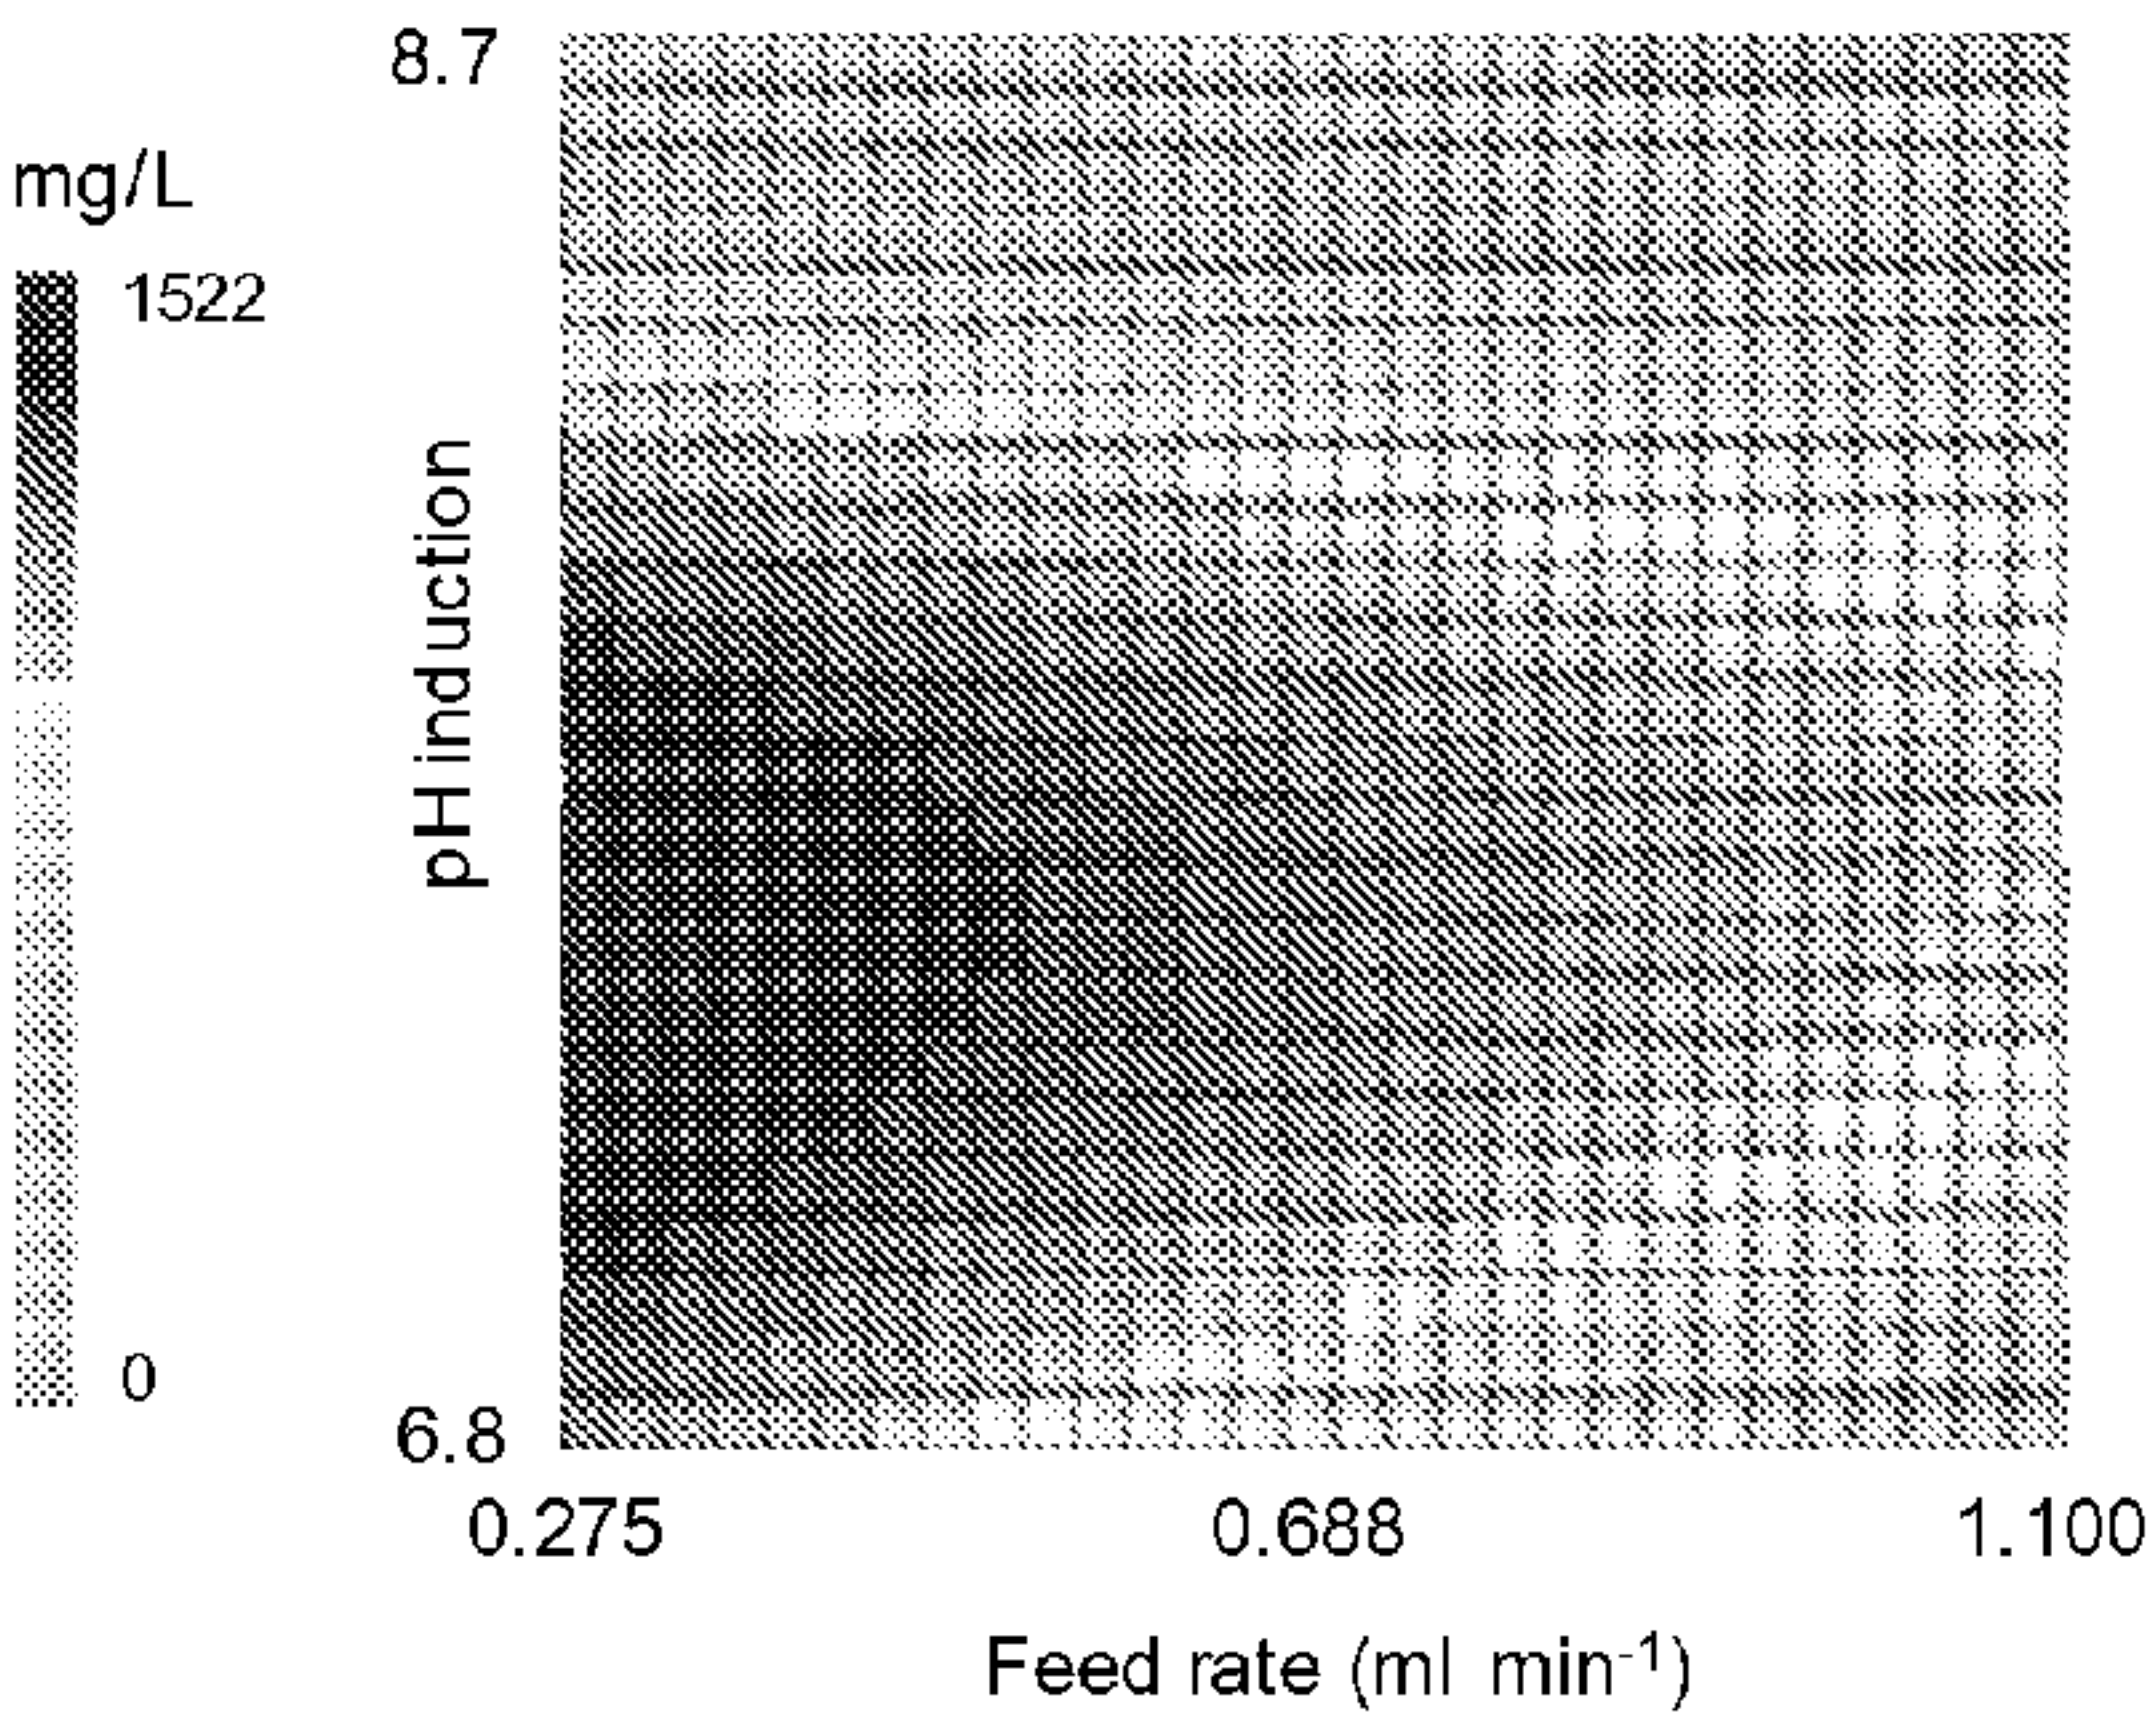 8.7
mg/L
1522
pH induction
0
6.8
0.275 0.688 1.100
Feed rate (ml min-1)